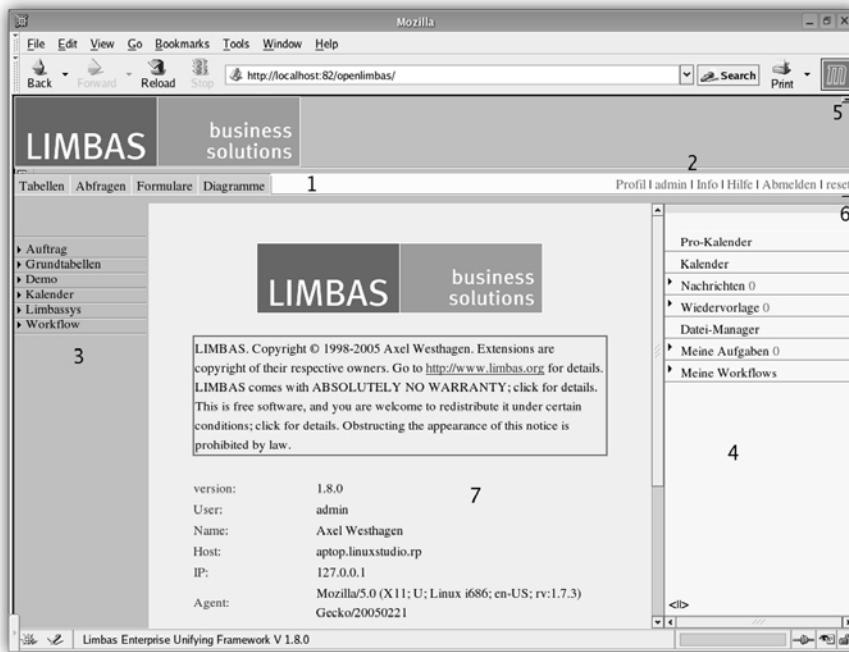 Mozilla
File Edit View Go Bookmarks Tools Window Help
Back Forward Reload Stop http://localhost:82/openlimbas/ Search Print
5
LIMBAS business solutions
2
Tabellen Abfragen Formulare Diagramme 1 Profil I admin I Info I Hilfe I Abmelden I reset
6
Auftrag
Grundtabellen
Demo
Kalender
Limbassys
Workflow
3
LIMBAS business solutions
LIMBAS. Copyright © 1998-2005 Axel Westhagen. Extensions are
copyright of their respective owners. Go to http://www.limbas.org for details.
LIMBAS comes with ABSOLUTELY NO WARRANTY; click for details.
This is free software, and you are welcome to redistribute it under certain
conditions; click for details. Obstructing the appearance of this notice is
prohibited by law.
version: 1.8.0
User: admin
Name: Axel Westhagen
Host: aptop.linuxstudio.rp
IP: 127.0.0.1
Agent: Mozilla/5.0 (X11; U; Linux i686; en-US; rv:1.7.3)
Gecko/20050221
7
Pro-Kalender
Kalender
Nachrichten 0
Wiedervorlage 0
Datei-Manager
Meine Aufgaben 0
Meine Workflows
4
<||>
Limbas Enterprise Unifying Framework V 1.8.0